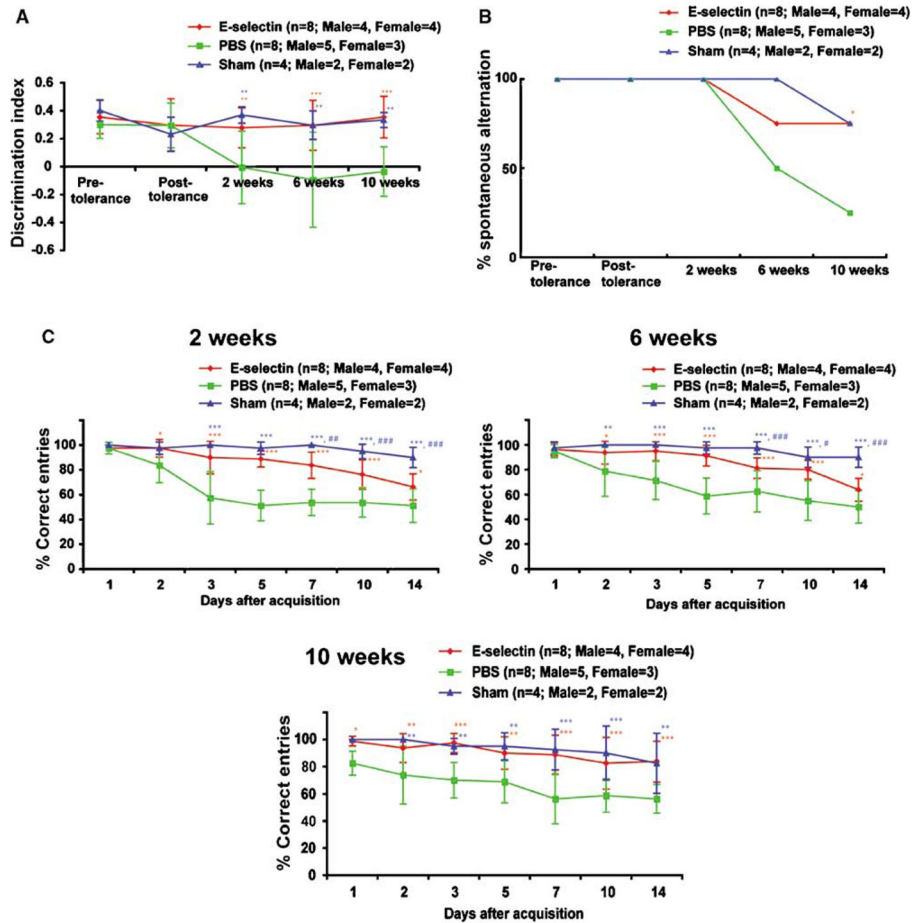 A
E-selectin (n=8; Male=4, Female=4)
PBS (n=8; Male=5, Female=3)
Sham (n=4; Male=2, Female=2)
Discrimination index
0.6
0.4
0.2
0
-0.2
-0.4
-0.6
** *** ***
** ** **
Pre-tolerance
Post-tolerance
2 weeks
6 weeks
10 weeks
B
E-selectin (n=8; Male=4, Female=4)
PBS (n=8; Male=5, Female=3)
Sham (n=4; Male=2, Female=2)
% spontaneous alternation
100
50
0
*
Pre-tolerance
Post-tolerance
2 weeks
6 weeks
10 weeks
C
2 weeks
E-selectin (n=8; Male=4, Female=4)
PBS (n=8; Male=5, Female=3)
Sham (n=4; Male=2, Female=2)
% Correct entries
100
80
60
40
20
0
* *** *** ***, ## ***, ### ***, ###
*** *** *** *** *
1 2 3 5 7 10 14
Days after acquisition
6 weeks
E-selectin (n=8; Male=4, Female=4)
PBS (n=8; Male=5, Female=3)
Sham (n=4; Male=2, Female=2)
% Correct entries
100
80
60
40
20
0
** *** *** ***, ### ***, # ***, ###
* *** *** *** *** *
1 2 3 5 7 10 14
Days after acquisition
10 weeks
E-selectin (n=8; Male=4, Female=4)
PBS (n=8; Male=5, Female=3)
Sham (n=4; Male=2, Female=2)
% Correct entries
100
80
60
40
20
0
* ** *** ** *** *** **
** ** ** *** *** ***
1 2 3 5 7 10 14
Days after acquisition